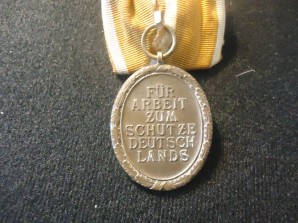 FÜR
ARBEIT
ZUM
SCHUTZE
DEUTSCH
LANDS